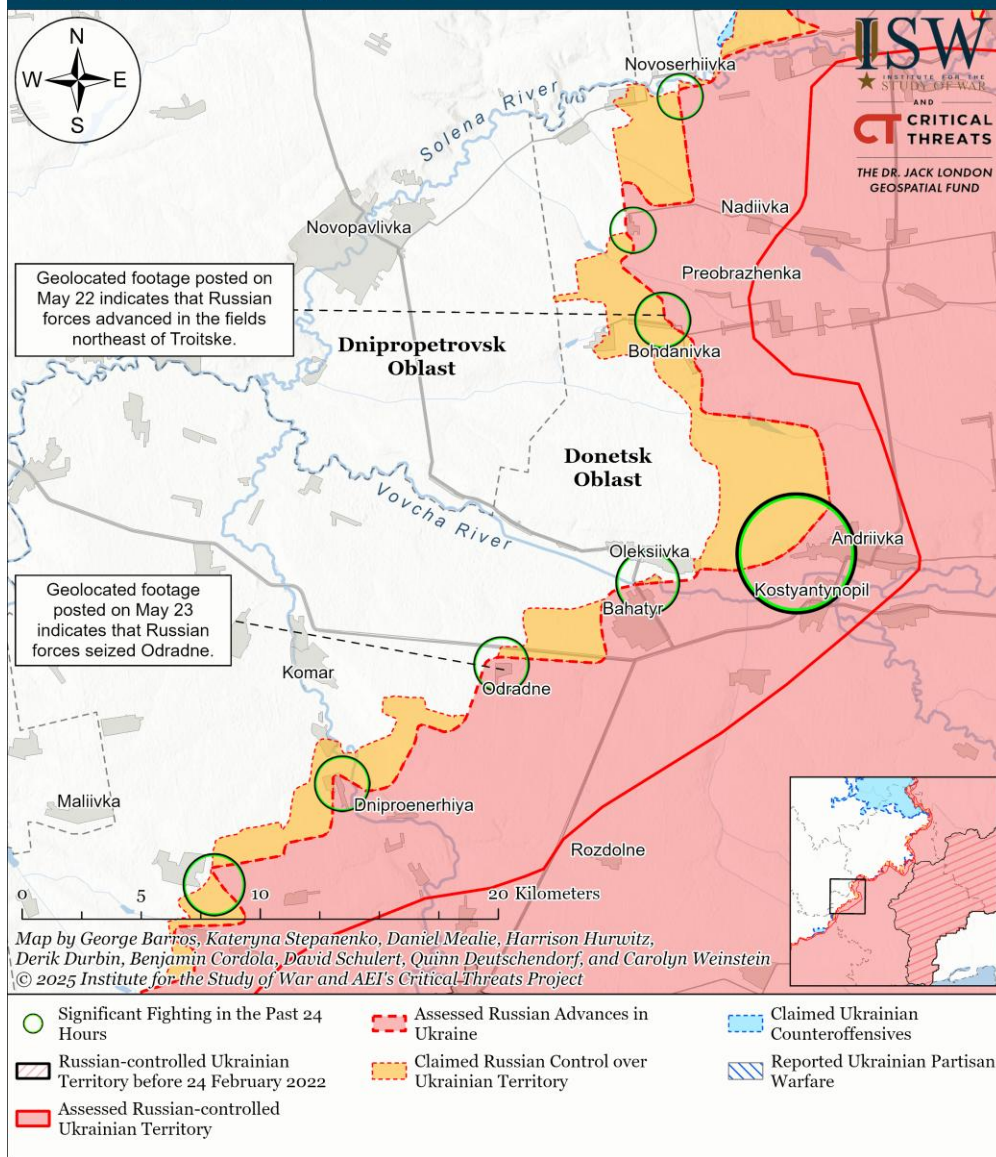 N
W E
S
ISW
INSTITUTE FOR THE
STUDY OF WAR
AND
CT CRITICAL
THREATS
THE DR. JACK LONDON
GEOSPATIAL FUND
Novoserhiivka
Solena River
Nadiivka
Novopavlivka
Preobrazhenka
Geolocated footage posted on
May 22 indicates that Russian
forces advanced in the fields
northeast of Troitske.
Dnipropetrovsk
Oblast
Bohdanivka
Donetsk
Oblast
Vovcha River
Oleksiivka
Andriivka
Kostyantynopil
Bahatyr
Geolocated footage
posted on May 23
indicates that Russian
forces seized Odradne.
Komar
Odradne
Maliivka
Dniproenerhiya
Rozdolne
0 5 10 20 Kilometers
Map by George Barros, Kateryna Stepanenko, Daniel Mealie, Harrison Hurwitz,
Derik Durbin, Benjamin Cordola, David Schulert, Quinn Deutschendorf, and Carolyn Weinstein
© 2025 Institute for the Study of War and AEI's Critical Threats Project
Significant Fighting in the Past 24
Hours
Russian-controlled Ukrainian
Territory before 24 February 2022
Assessed Russian-controlled
Ukrainian Territory
Assessed Russian Advances in
Ukraine
Claimed Russian Control over
Ukrainian Territory
Claimed Ukrainian
Counteroffensives
Reported Ukrainian Partisan
Warfare